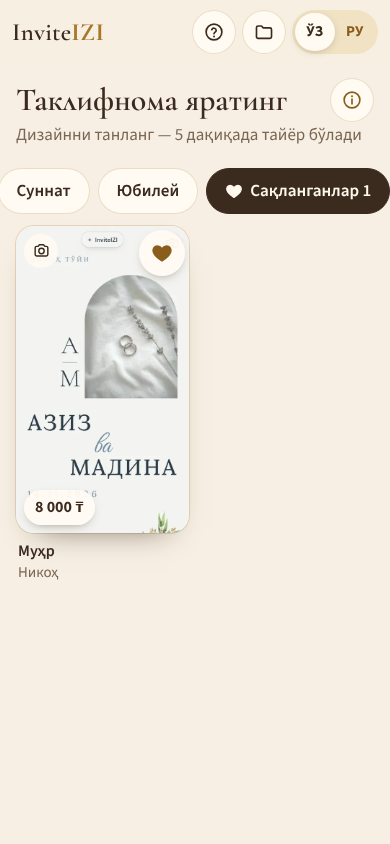 InviteIZI
ЎЗ
РУ
Таклифнома яратинг
Дизайнни танланг — 5 дақиқада тайёр бўлади
Суннат
Юбилей
Сақланганлар 1
InviteIZI
ТЎЙИ
А
М
АЗИЗ
ва
МАДИНА
8 000 ₸
Муҳр
Никоҳ